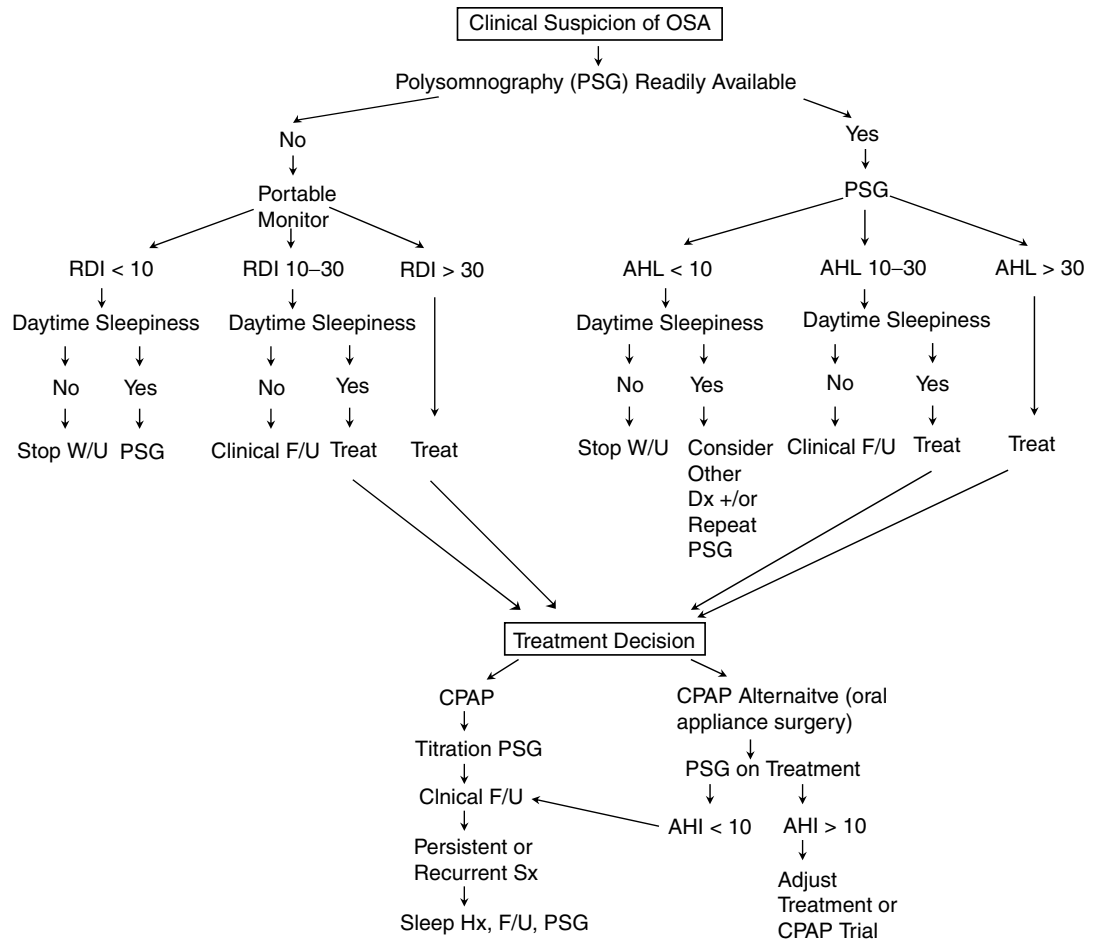 Clinical Suspicion of OSA
Polysomnography (PSG) Readily Available
No
Yes
Portable
Monitor
PSG
RDI < 10
RDI 10–30
RDI > 30
AHL < 10
AHL 10–30
AHL > 30
Daytime Sleepiness
Daytime Sleepiness
Daytime Sleepiness
Daytime Sleepiness
No
Yes
No
Yes
No
Yes
No
Yes
Stop W/U
PSG
Clinical F/U
Treat
Treat
Stop W/U
Consider
Other
Dx +/or
Repeat
PSG
Clinical F/U
Treat
Treat
Treatment Decision
CPAP
Titration PSG
Clnical F/U
Persistent or
Recurrent Sx
Sleep Hx, F/U, PSG
CPAP Alternaitve (oral
appliance surgery)
PSG on Treatment
AHI < 10
AHI > 10
Adjust
Treatment or
CPAP Trial